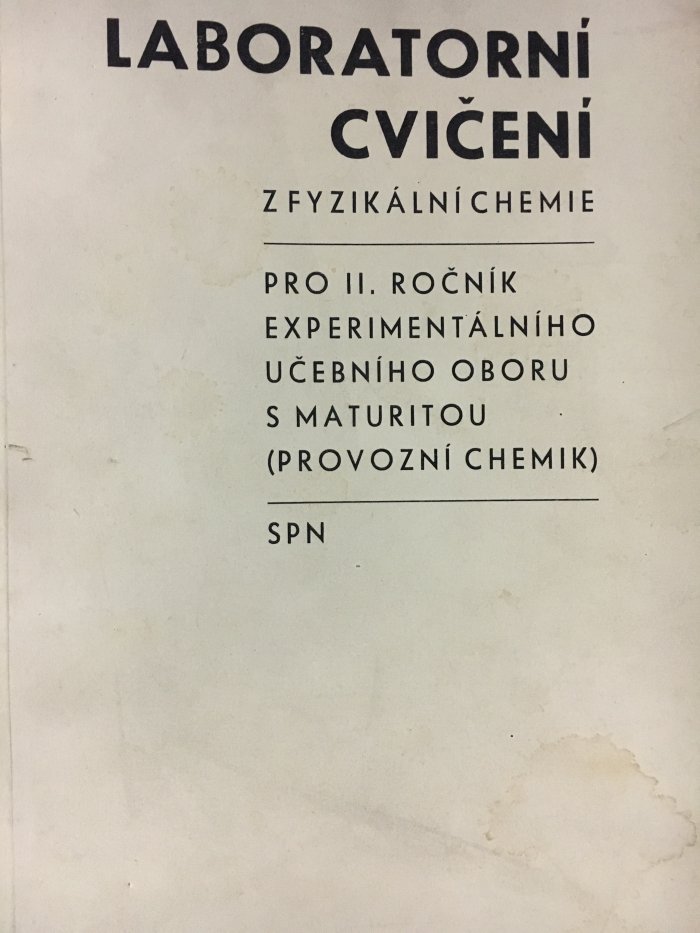 LABORATORNÍ
CVIČENÍ
Z FYZIKÁLNÍ CHEMIE
PRO II. ROČNÍK
EXPERIMENTÁLNÍHO
UČEBNÍHO OBORU
S MATURITOU
(PROVOZNÍ CHEMIK)
SPN